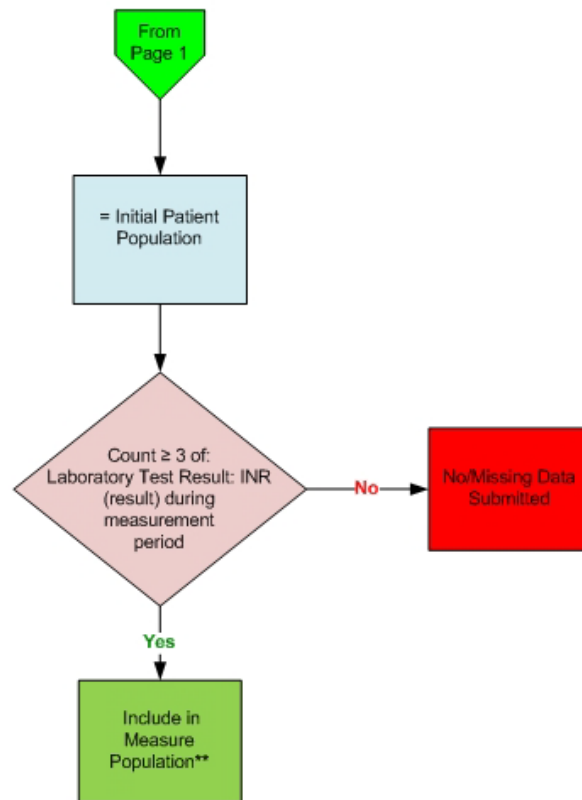 From
Page 1
= Initial Patient
Population
Count ≥ 3 of:
Laboratory Test Result: INR
(result) during
measurement
period
No
No/Missing Data
Submitted
Yes
Include in
Measure
Population**